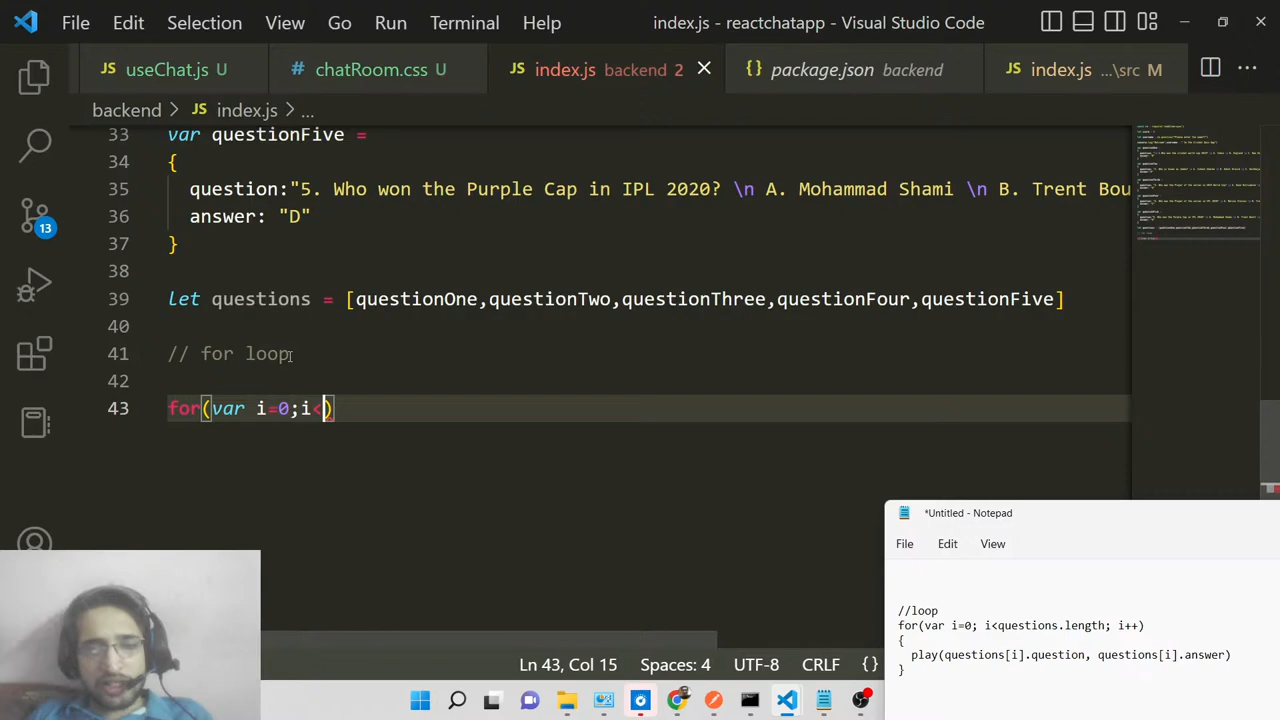 File Edit Selection View Go Run Terminal Help index.js - reactchatapp - Visual Studio Code
JS useChat.js U # chatRoom.css U JS index.js backend 2 {} package.json backend JS index.js ...\src M
backend > JS index.js > ...
33 var questionFive =
34 {
35 question:"5. Who won the Purple Cap in IPL 2020? \n A. Mohammad Shami \n B. Trent Bou
36 answer: "D"
37 }
38
39 let questions = [questionOne,questionTwo,questionThree,questionFour,questionFive]
40
41 // for loop
42
43 for(var i=0;i<)
13
*Untitled - Notepad
File Edit View
//loop
for(var i=0; i<questions.length; i++)
{
play(questions[i].question, questions[i].answer)
}
Ln 43, Col 15 Spaces: 4 UTF-8 CRLF {}